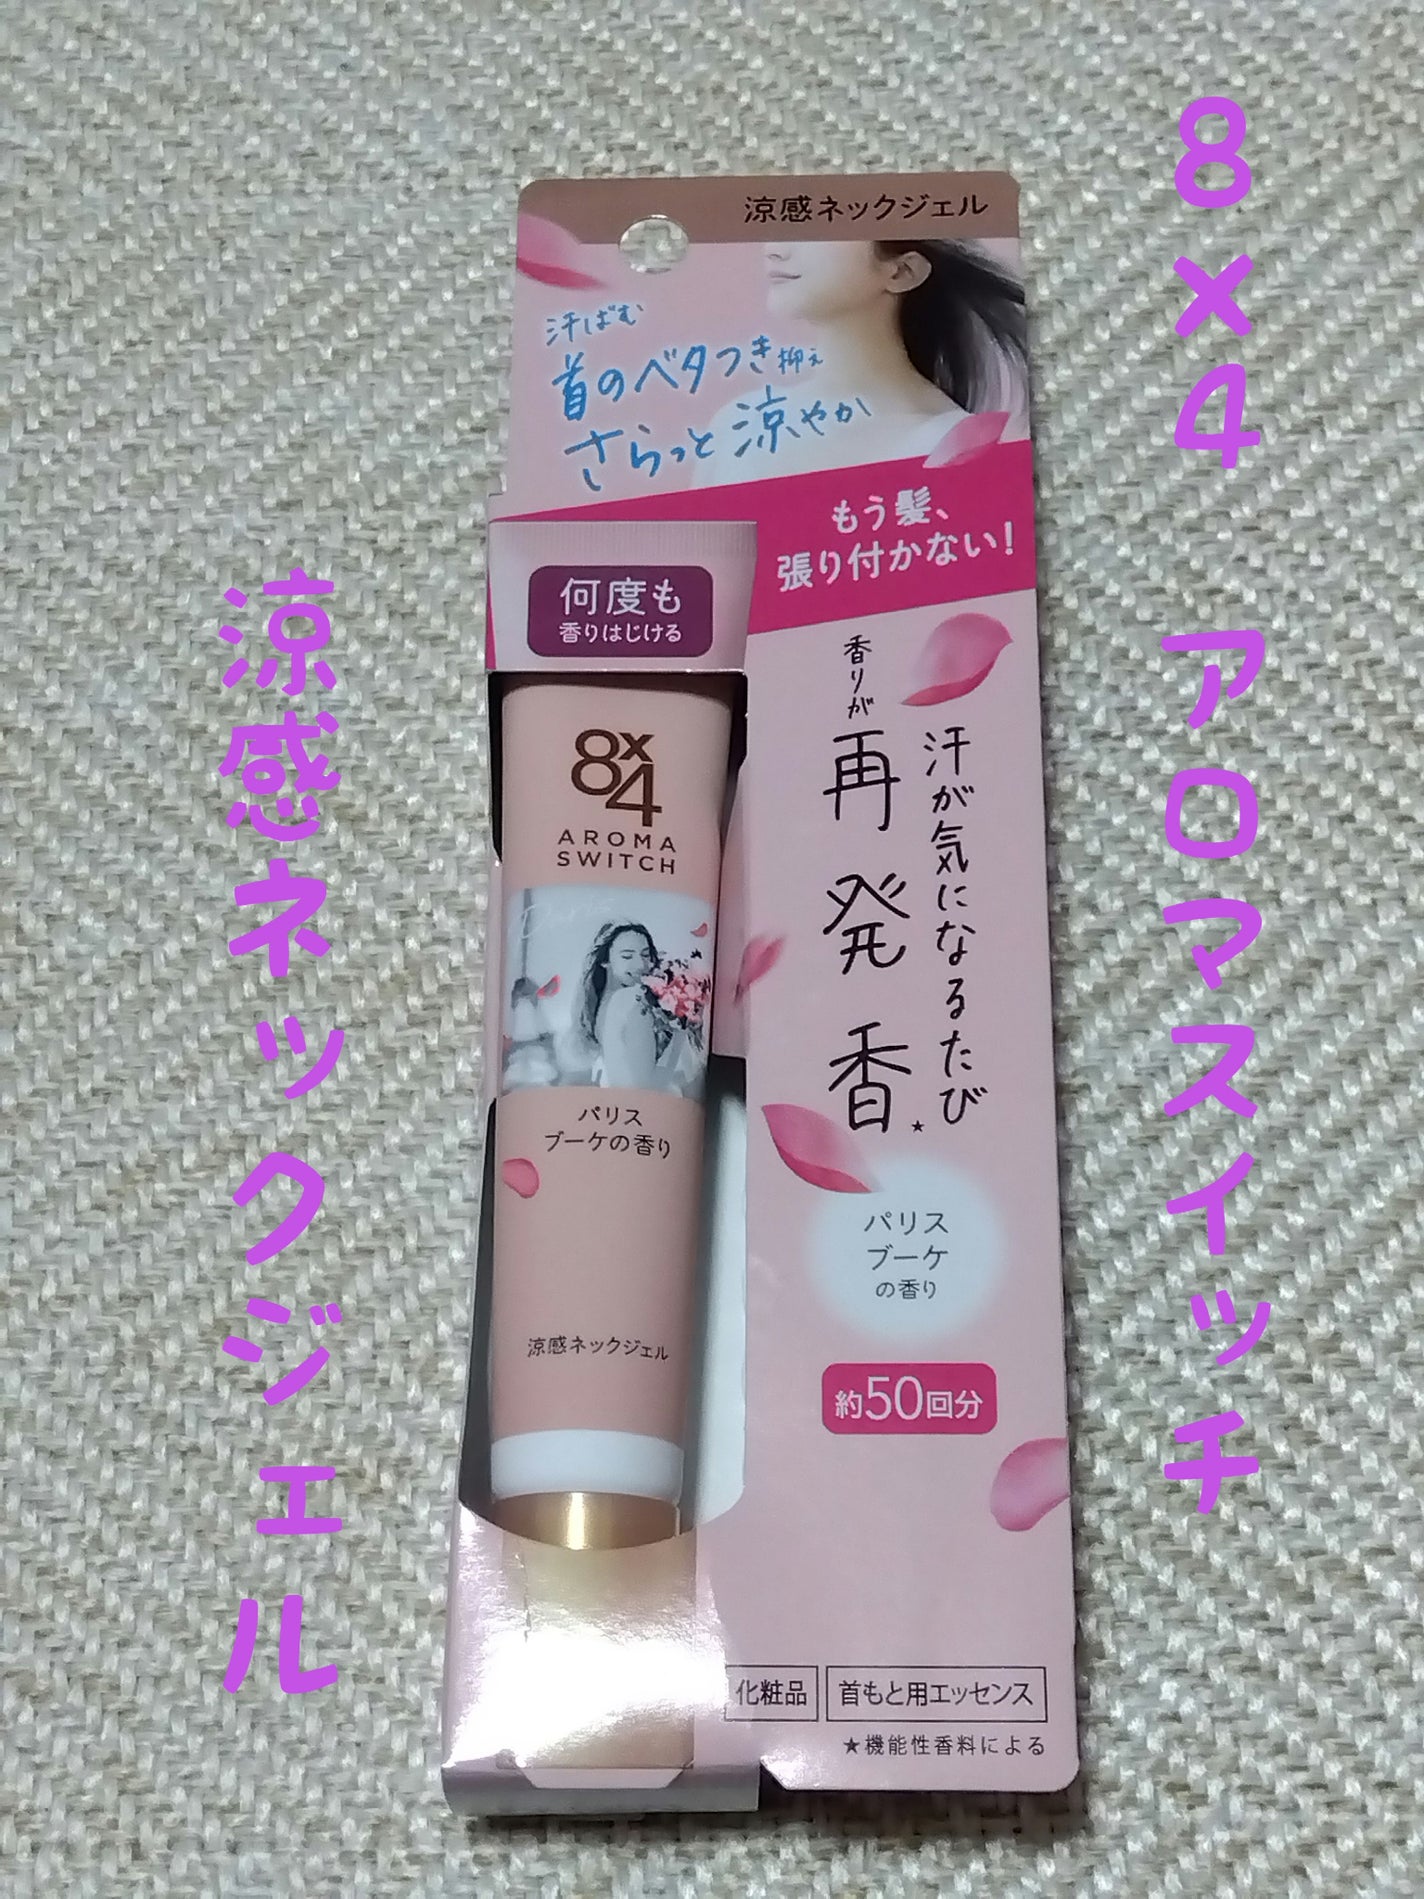 8×4 アロマスイッチ
涼感ネックジェル
涼感ネックジェル
汗ばむ
首のベタつき抑え
さらっと涼やか
もう髪、
張り付かない!
何度も
香りはじける
汗が気になるたび
香りが
再発香★
8x4
AROMA
SWITCH
Paris
パリス
ブーケの香り
涼感ネックジェル
パリス
ブーケ
の香り
約50回分
化粧品
首もと用エッセンス
★機能性香料による